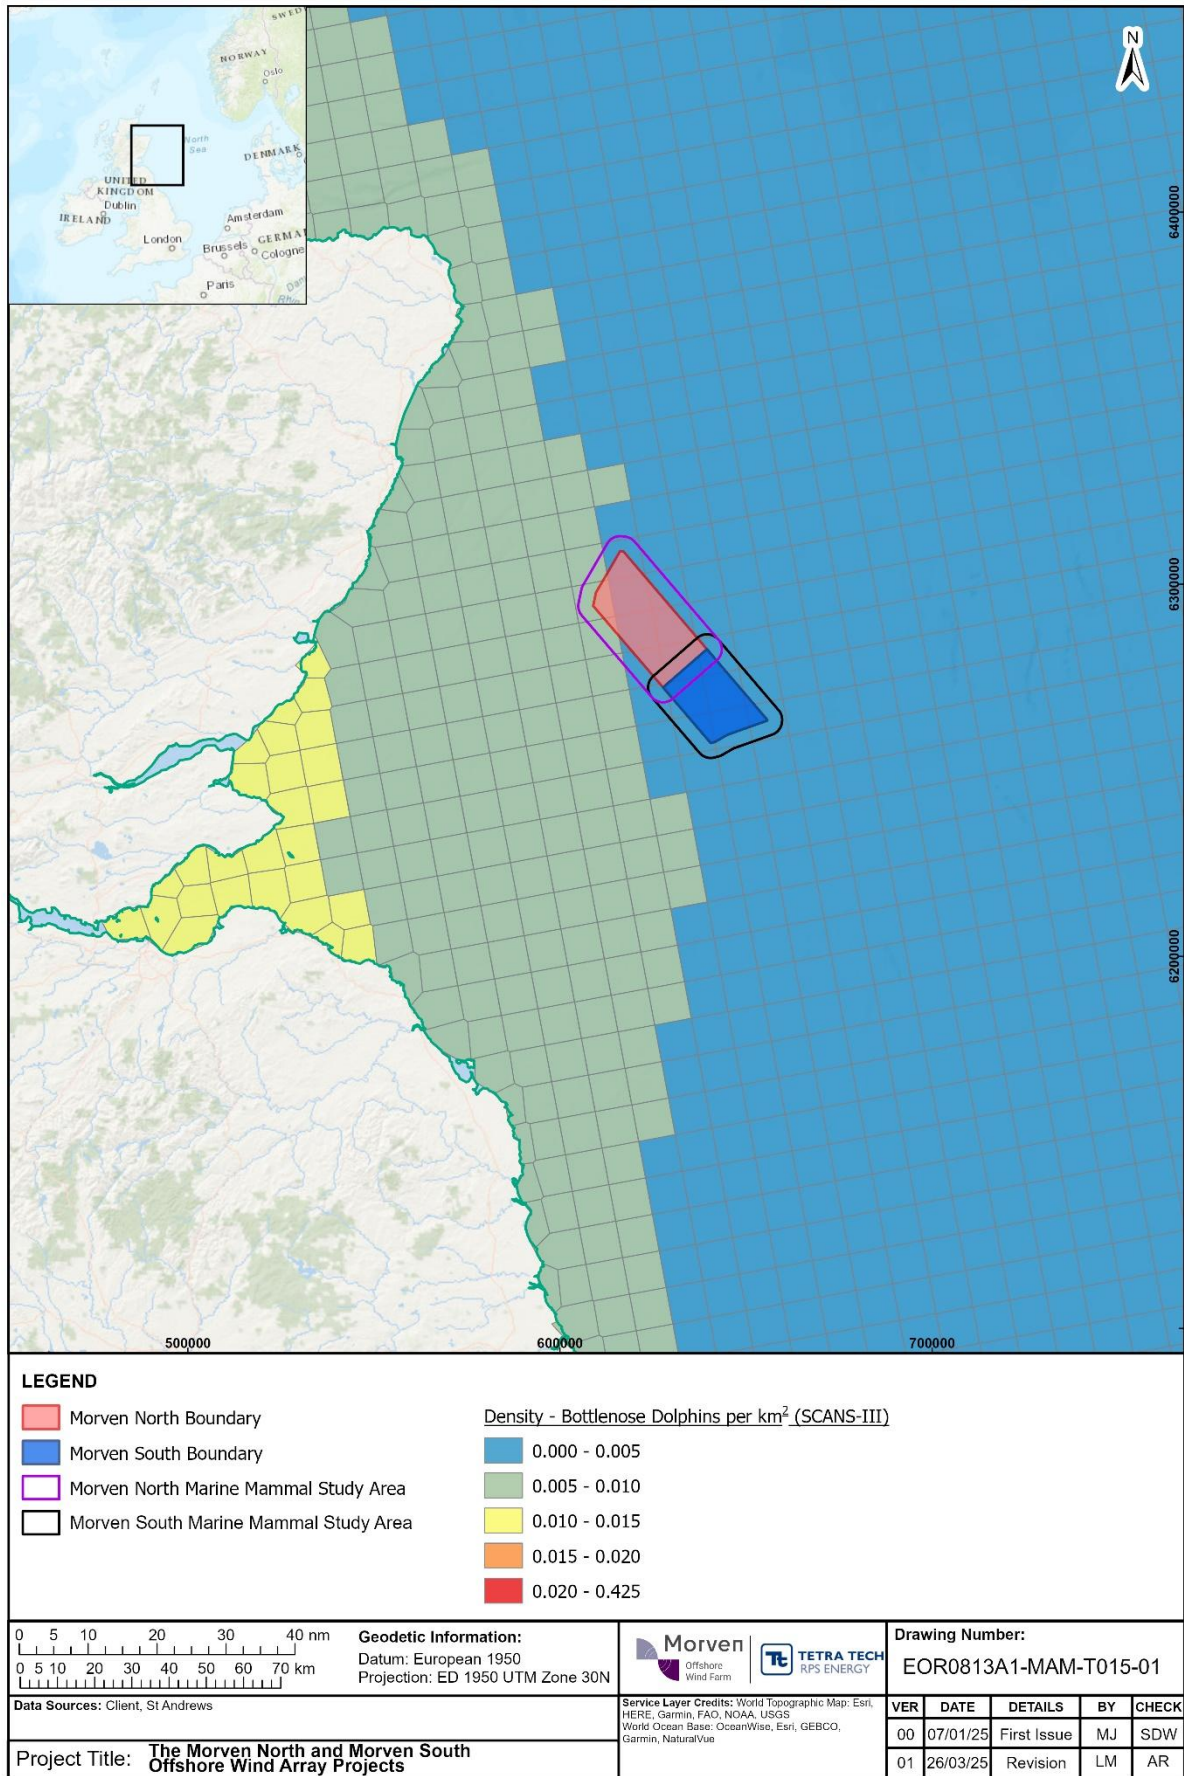 SWED
NORWAY
Oslo
North
Sea
DENMARK
UNITED
KINGDOM
Dublin
IRELAND
Amsterdam
London
Brussels
GERMA
Cologne
Paris
N
6400000
6300000
6200000
500000
600000
700000
LEGEND
Morven North Boundary
Morven South Boundary
Morven North Marine Mammal Study Area
Morven South Marine Mammal Study Area
Density - Bottlenose Dolphins per km² (SCANS-III)
0.000 - 0.005
0.005 - 0.010
0.010 - 0.015
0.015 - 0.020
0.020 - 0.425
0 5 10 20 30 40 nm
0 5 10 20 30 40 50 60 70 km
Geodetic Information:
Datum: European 1950
Projection: ED 1950 UTM Zone 30N
Data Sources: Client, St Andrews
Project Title: The Morven North and Morven South
Offshore Wind Array Projects
Morven
Offshore
Wind Farm
Tt TETRA TECH
RPS ENERGY
Service Layer Credits: World Topographic Map: Esri,
HERE, Garmin, FAO, NOAA, USGS
World Ocean Base: OceanWise, Esri, GEBCO,
Garmin, NaturalVue
Drawing Number:
EOR0813A1-MAM-T015-01
VER DATE DETAILS BY CHECK
00 07/01/25 First Issue MJ SDW
01 26/03/25 Revision LM AR